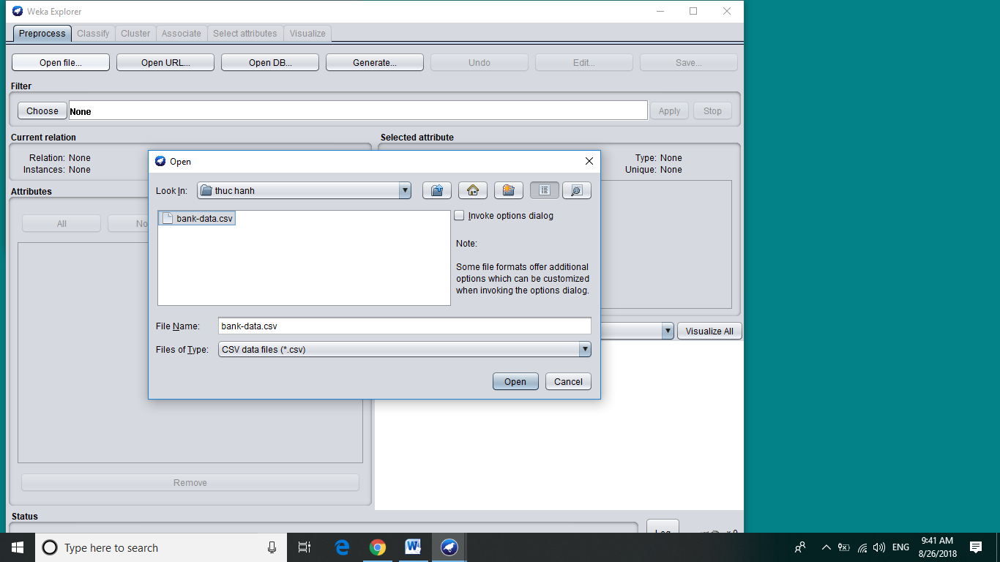 Weka Explorer
Preprocess Classify Cluster Associate Select attributes Visualize
Open file... Open URL... Open DB... Generate... Undo Edit... Save...
Filter
Choose None Apply Stop
Current relation
Relation: None
Instances: None
Selected attribute
Type: None
Unique: None
Attributes
All No
Open
Look In: thuc hanh
bank-data.csv
Invoke options dialog
Note:
Some file formats offer additional
options which can be customized
when invoking the options dialog.
File Name: bank-data.csv
Files of Type: CSV data files (*.csv)
Open Cancel
Visualize All
Remove
Status
Log
Type here to search
ENG
9:41 AM
8/26/2018